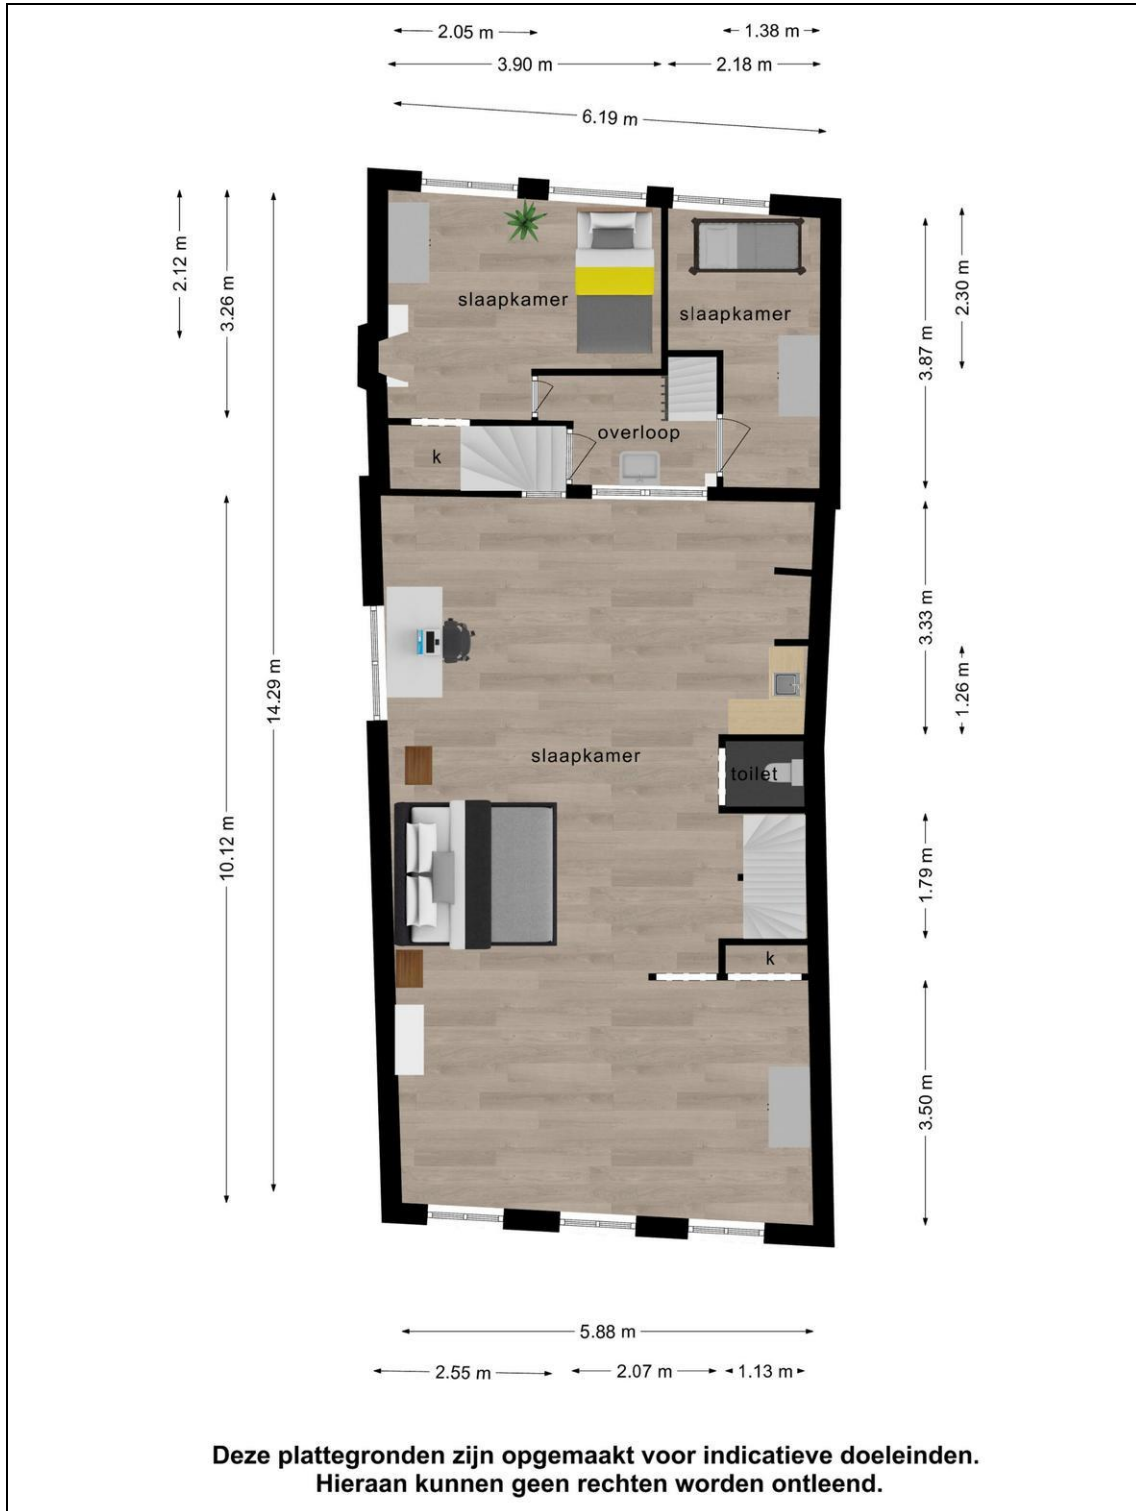 2.05 m
1.38 m
3.90 m
2.18 m
6.19 m
2.12 m
3.26 m
14.29 m
10.12 m
slaapkamer
slaapkamer
overloop
k
slaapkamer
toilet
k
3.87 m
2.30 m
3.33 m
1.26 m
1.79 m
3.50 m
5.88 m
2.55 m
2.07 m
1.13 m
Deze plattegronden zijn opgemaakt voor indicatieve doeleinden.
Hieraan kunnen geen rechten worden ontleend.